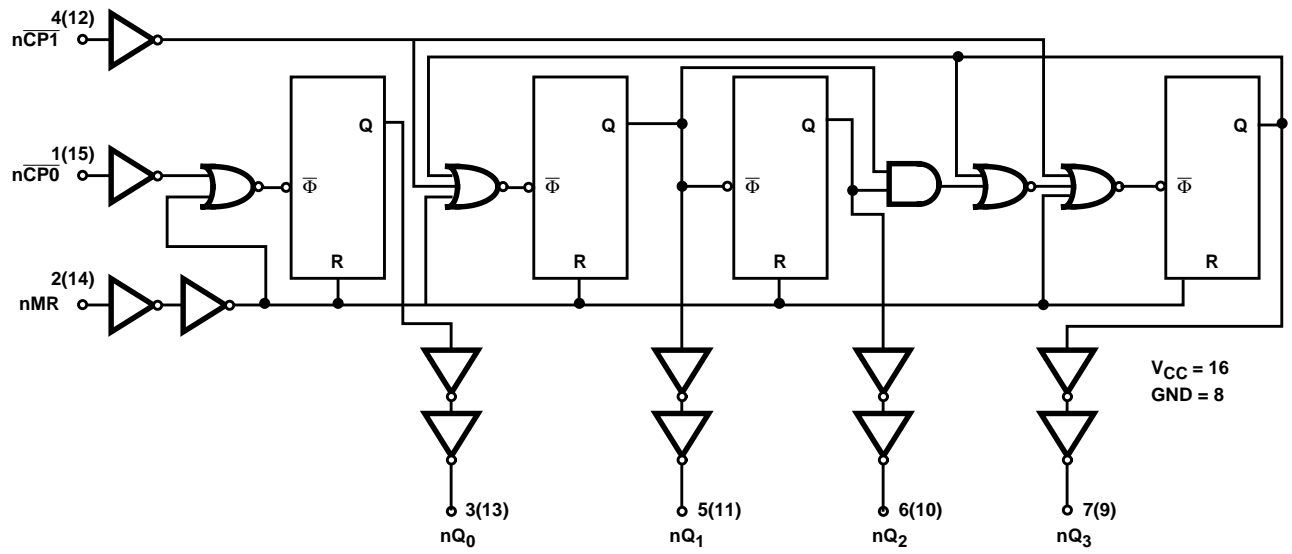 4(12)
nCP1
1(15)
nCP0
2(14)
nMR
Q
Φ
R
Q
Φ
R
Q
Φ
R
Q
Φ
R
3(13)
nQ0
5(11)
nQ1
6(10)
nQ2
7(9)
nQ3
VCC = 16
GND = 8